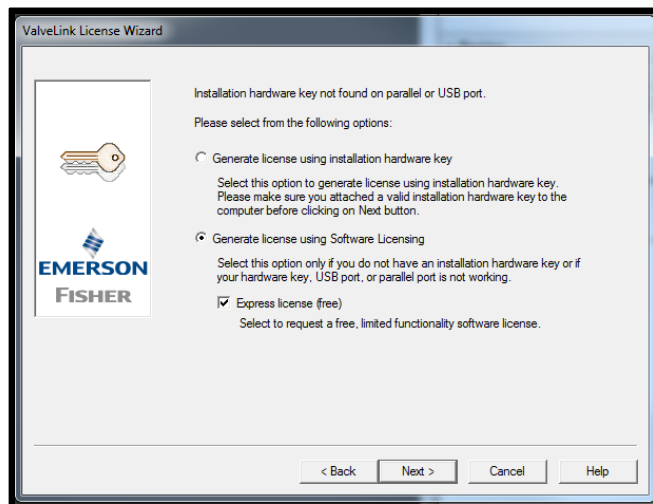 ValveLink License Wizard
Installation hardware key not found on parallel or USB port.
Please select from the following options:
Generate license using installation hardware key
Select this option to generate license using installation hardware key.
Please make sure you attached a valid installation hardware key to the
computer before clicking on Next button.
Generate license using Software Licensing
Select this option only if you do not have an installation hardware key or if
your hardware key, USB port, or parallel port is not working.
Express license (free)
Select to request a free, limited functionality software license.
EMERSON
FISHER
< Back
Next >
Cancel
Help